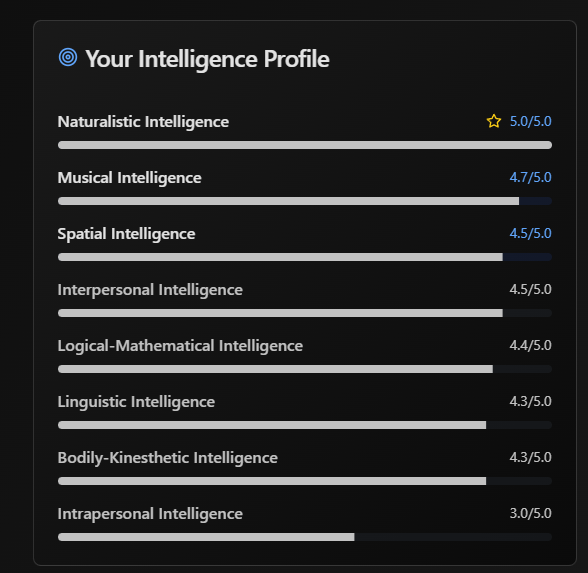 Your Intelligence Profile
Naturalistic Intelligence 5.0/5.0
Musical Intelligence 4.7/5.0
Spatial Intelligence 4.5/5.0
Interpersonal Intelligence 4.5/5.0
Logical-Mathematical Intelligence 4.4/5.0
Linguistic Intelligence 4.3/5.0
Bodily-Kinesthetic Intelligence 4.3/5.0
Intrapersonal Intelligence 3.0/5.0